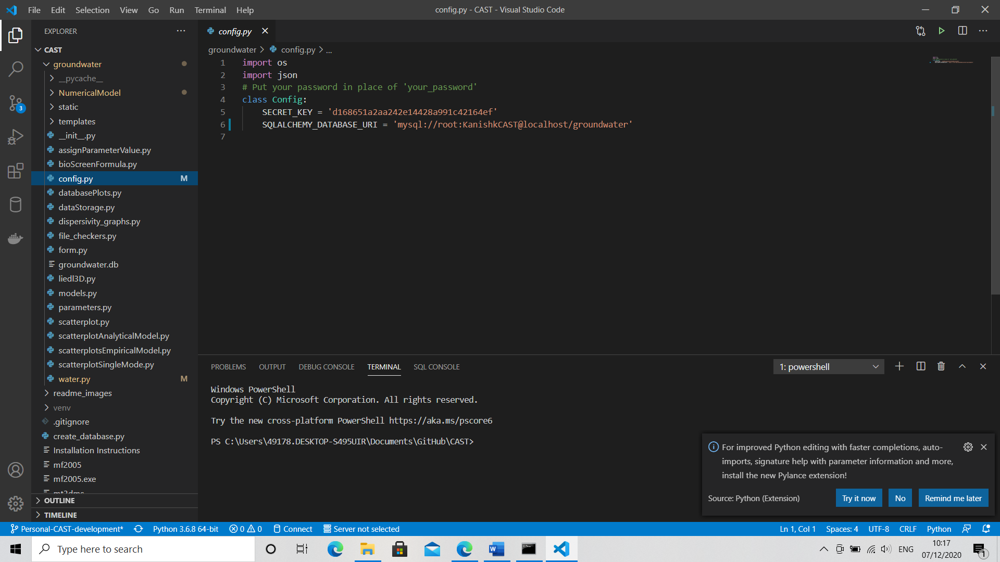 File Edit Selection View Go Run Terminal Help
config.py - CAST - Visual Studio Code
EXPLORER
CAST
groundwater
__pycache__
NumericalModel
static
templates
__init__.py
assignParameterValue.py
bioScreenFormula.py
config.py M
databasePlots.py
dataStorage.py
dispersivity_graphs.py
file_checkers.py
form.py
groundwater.db
liedl3D.py
models.py
parameters.py
scatterplot.py
scatterplotAnalyticalModel.py
scatterplotsEmpiricalModel.py
scatterplotSingleMode.py
water.py M
readme_images
venv
.gitignore
create_database.py
Installation Instructions
mf2005
mf2005.exe
OUTLINE
TIMELINE
3
config.py
groundwater > config.py > ...
1 import os
2 import json
3 # Put your password in place of 'your_password'
4 class Config:
5 SECRET_KEY = 'd168651a2aa242e14428a991c42164ef'
6 SQLALCHEMY_DATABASE_URI = 'mysql://root:KanishkCAST@localhost/groundwater'
7
PROBLEMS OUTPUT DEBUG CONSOLE TERMINAL SQL CONSOLE
1: powershell
Windows PowerShell
Copyright (C) Microsoft Corporation. All rights reserved.
Try the new cross-platform PowerShell https://aka.ms/pscore6
PS C:\Users\49178.DESKTOP-S495UIR\Documents\GitHub\CAST>
For improved Python editing with faster completions, auto-
imports, signature help with parameter information and more,
install the new Pylance extension!
Source: Python (Extension)
Try it now No Remind me later
Personal-CAST-development* Python 3.6.8 64-bit 0 0 Connect Server not selected
Ln 1, Col 1 Spaces: 4 UTF-8 CRLF Python
Type here to search
ENG
10:17
07/12/2020
1